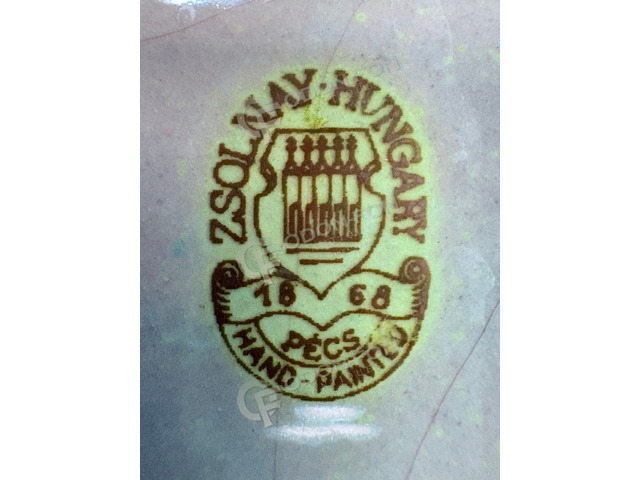 ZSOLNAY · HUNGARY
18 68
PÉCS
HAND-PAINTED